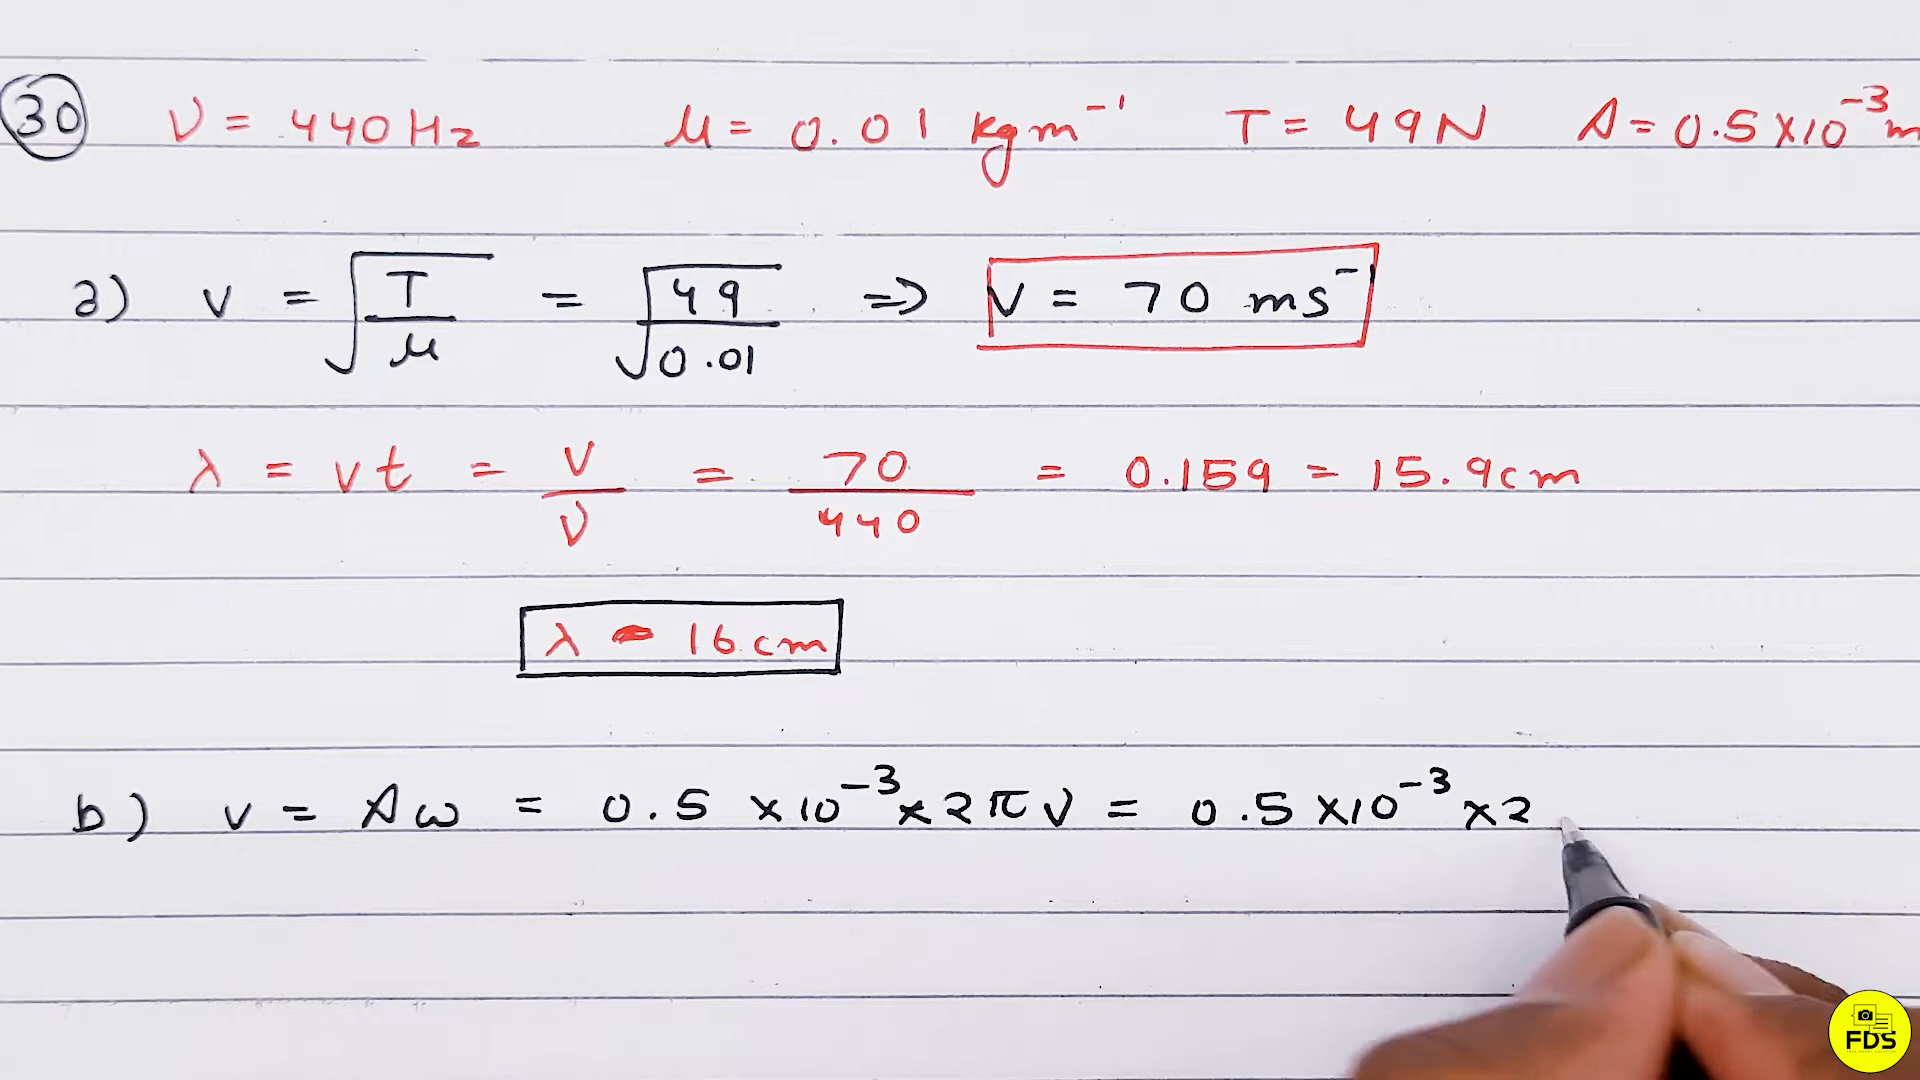 30 ν = 440 Hz μ = 0.01 kg m⁻¹ T = 49 N A = 0.5 ×10⁻³ m
a) v = √(T/μ) = √(49/0.01) ⇒ v = 70 ms⁻
λ = vt = v/ν = 70/440 = 0.159 = 15.9 cm
λ - 16 cm
b) v = Aω = 0.5 ×10⁻³ × 2πν = 0.5 ×10⁻³ ×2
FDS